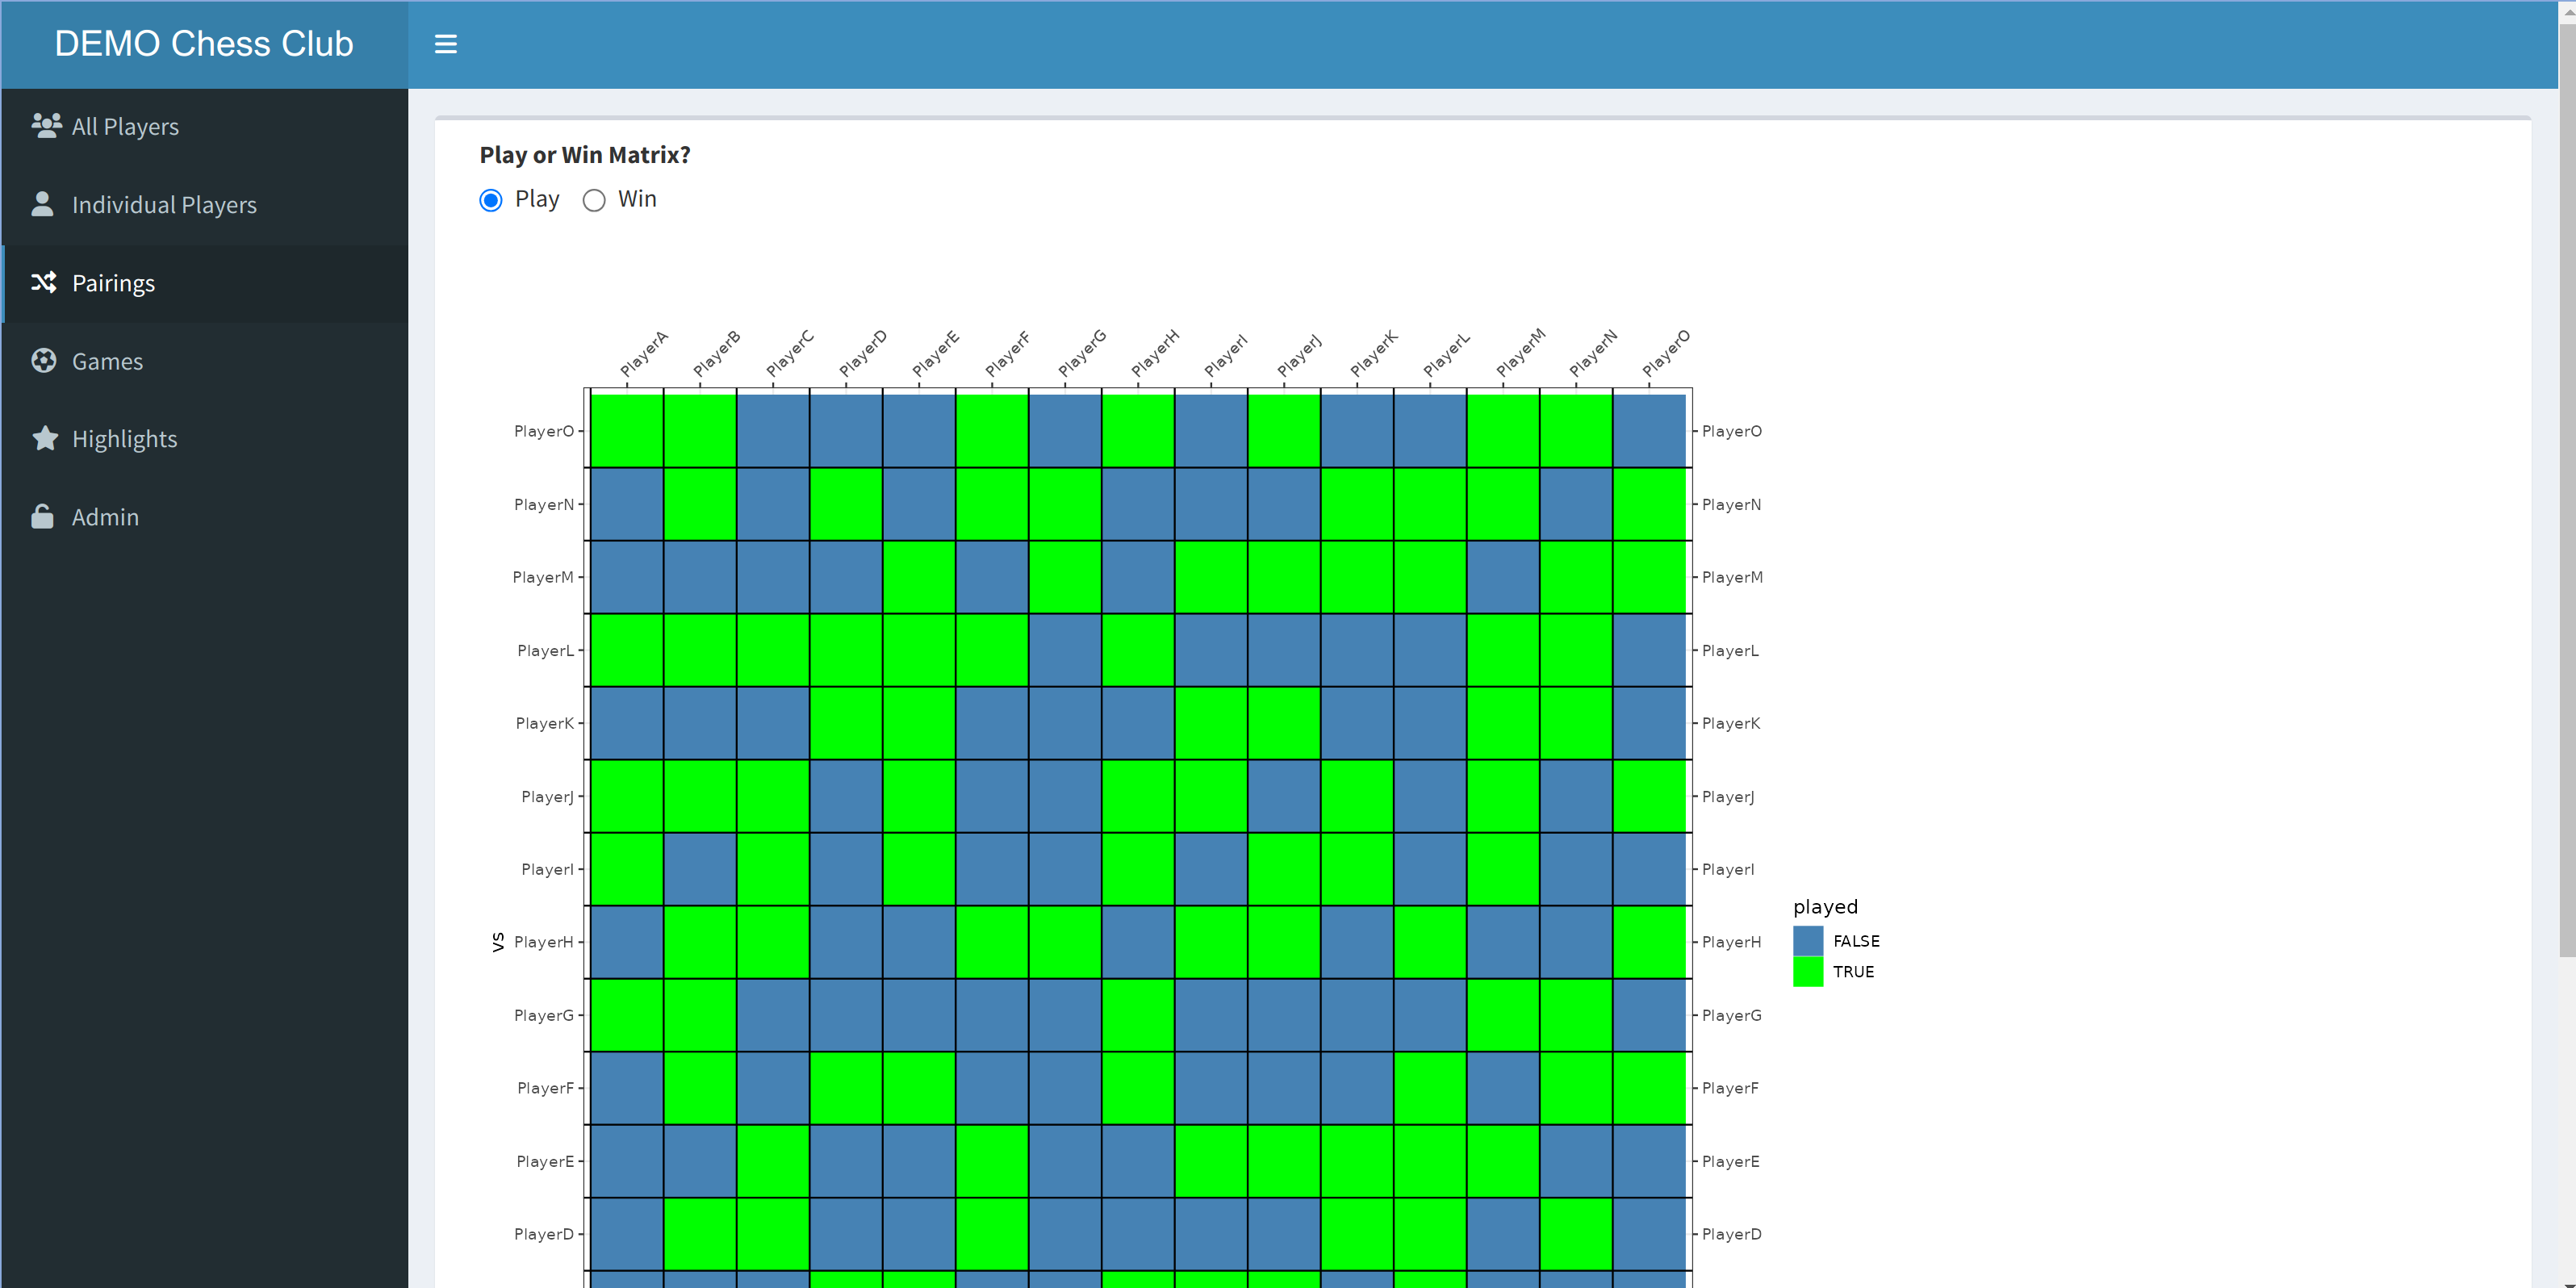 DEMO Chess Club
All Players
Individual Players
Pairings
Games
Highlights
Admin
Play or Win Matrix?
Play Win
PlayerA PlayerB PlayerC PlayerD PlayerE PlayerF PlayerG PlayerH PlayerI PlayerJ PlayerK PlayerL PlayerM PlayerN PlayerO
PlayerO PlayerO
PlayerN PlayerN
PlayerM PlayerM
PlayerL PlayerL
PlayerK PlayerK
PlayerJ PlayerJ
PlayerI PlayerI
vs PlayerH PlayerH
PlayerG PlayerG
PlayerF PlayerF
PlayerE PlayerE
PlayerD PlayerD
played
FALSE
TRUE